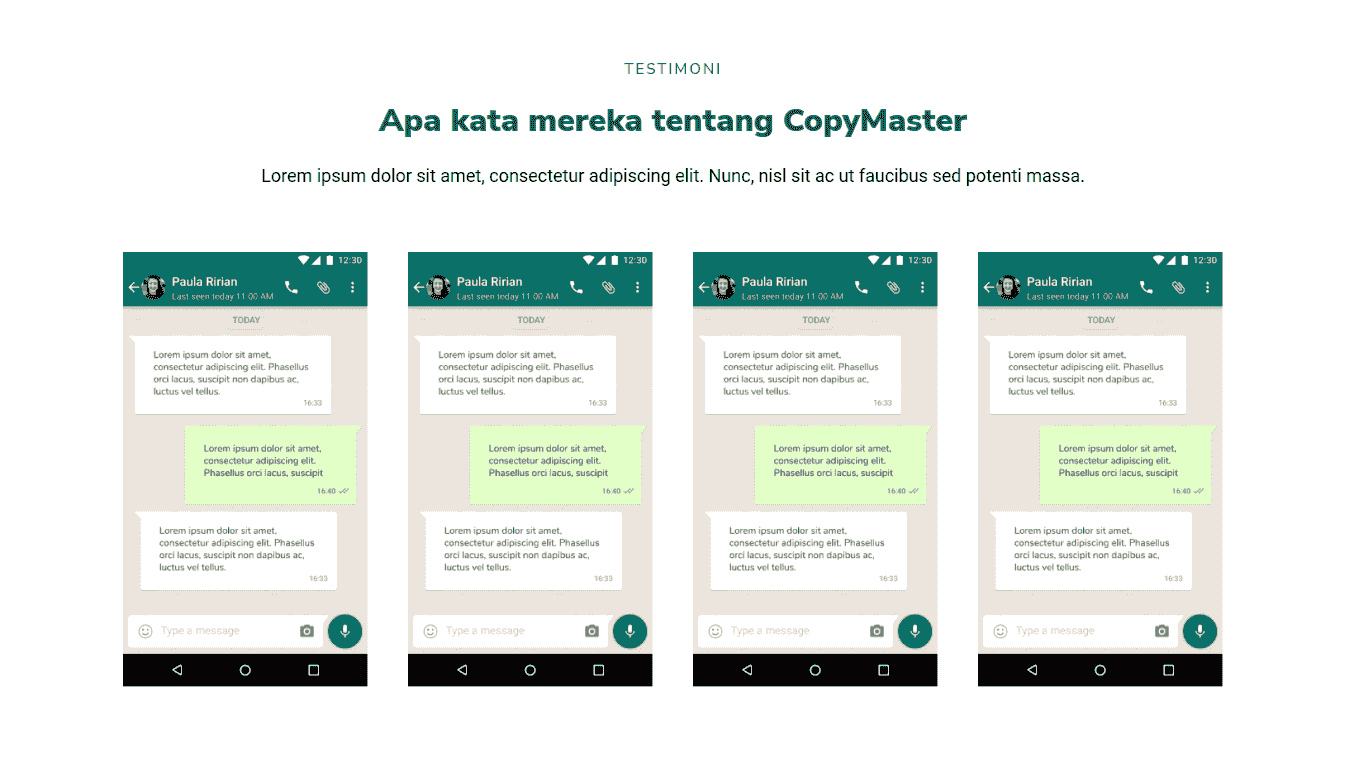 TESTIMONI
Apa kata mereka tentang CopyMaster
Lorem ipsum dolor sit amet, consectetur adipiscing elit. Nunc, nisl sit ac ut faucibus sed potenti massa.
12:30
Paula Ririan
Last seen today 11:00 AM
TODAY
Lorem ipsum dolor sit amet,
consectetur adipiscing elit. Phasellus
orci lacus, suscipit non dapibus ac,
luctus vel tellus.
16:33
Lorem ipsum dolor sit amet,
consectetur adipiscing elit.
Phasellus orci lacus, suscipit
16:40
Lorem ipsum dolor sit amet,
consectetur adipiscing elit. Phasellus
orci lacus, suscipit non dapibus ac,
luctus vel tellus.
16:33
Type a message
12:30
Paula Ririan
Last seen today 11:00 AM
TODAY
Lorem ipsum dolor sit amet,
consectetur adipiscing elit. Phasellus
orci lacus, suscipit non dapibus ac,
luctus vel tellus.
16:33
Lorem ipsum dolor sit amet,
consectetur adipiscing elit.
Phasellus orci lacus, suscipit
16:40
Lorem ipsum dolor sit amet,
consectetur adipiscing elit. Phasellus
orci lacus, suscipit non dapibus ac,
luctus vel tellus.
16:33
Type a message
12:30
Paula Ririan
Last seen today 11:00 AM
TODAY
Lorem ipsum dolor sit amet,
consectetur adipiscing elit. Phasellus
orci lacus, suscipit non dapibus ac,
luctus vel tellus.
16:33
Lorem ipsum dolor sit amet,
consectetur adipiscing elit.
Phasellus orci lacus, suscipit
16:40
Lorem ipsum dolor sit amet,
consectetur adipiscing elit. Phasellus
orci lacus, suscipit non dapibus ac,
luctus vel tellus.
16:33
Type a message
12:30
Paula Ririan
Last seen today 11:00 AM
TODAY
Lorem ipsum dolor sit amet,
consectetur adipiscing elit. Phasellus
orci lacus, suscipit non dapibus ac,
luctus vel tellus.
16:33
Lorem ipsum dolor sit amet,
consectetur adipiscing elit.
Phasellus orci lacus, suscipit
16:40
Lorem ipsum dolor sit amet,
consectetur adipiscing elit. Phasellus
orci lacus, suscipit non dapibus ac,
luctus vel tellus.
16:33
Type a message